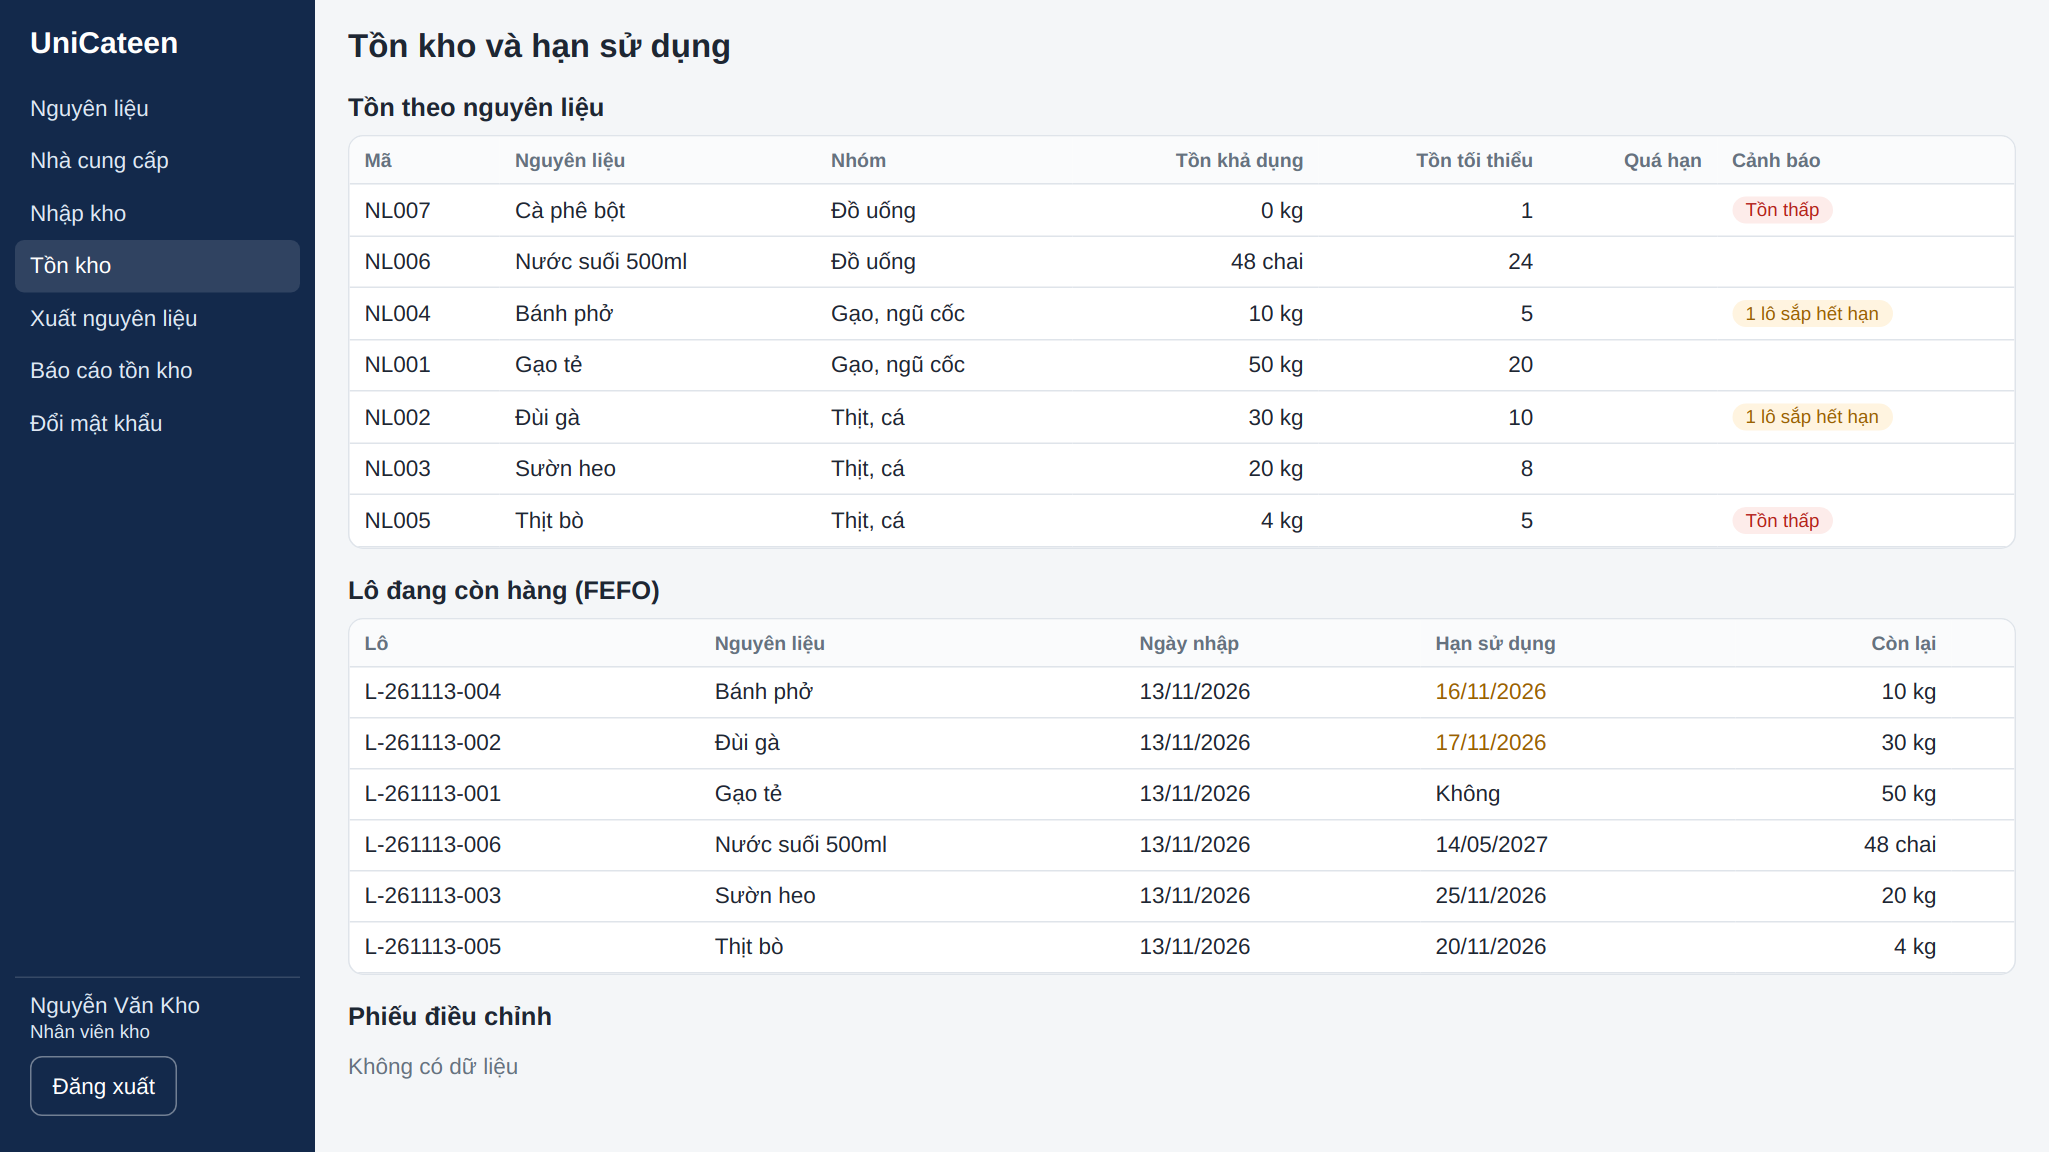 UniCateen
Nguyên liệu
Nhà cung cấp
Nhập kho
Tồn kho
Xuất nguyên liệu
Báo cáo tồn kho
Đổi mật khẩu
Nguyễn Văn Kho
Nhân viên kho
Đăng xuất
Tồn kho và hạn sử dụng
Tồn theo nguyên liệu
Mã Nguyên liệu Nhóm Tồn khả dụng Tồn tối thiểu Quá hạn Cảnh báo
NL007 Cà phê bột Đồ uống 0 kg 1 Tồn thấp
NL006 Nước suối 500ml Đồ uống 48 chai 24
NL004 Bánh phở Gạo, ngũ cốc 10 kg 5 1 lô sắp hết hạn
NL001 Gạo tẻ Gạo, ngũ cốc 50 kg 20
NL002 Đùi gà Thịt, cá 30 kg 10 1 lô sắp hết hạn
NL003 Sườn heo Thịt, cá 20 kg 8
NL005 Thịt bò Thịt, cá 4 kg 5 Tồn thấp
Lô đang còn hàng (FEFO)
Lô Nguyên liệu Ngày nhập Hạn sử dụng Còn lại
L-261113-004 Bánh phở 13/11/2026 16/11/2026 10 kg
L-261113-002 Đùi gà 13/11/2026 17/11/2026 30 kg
L-261113-001 Gạo tẻ 13/11/2026 Không 50 kg
L-261113-006 Nước suối 500ml 13/11/2026 14/05/2027 48 chai
L-261113-003 Sườn heo 13/11/2026 25/11/2026 20 kg
L-261113-005 Thịt bò 13/11/2026 20/11/2026 4 kg
Phiếu điều chỉnh
Không có dữ liệu